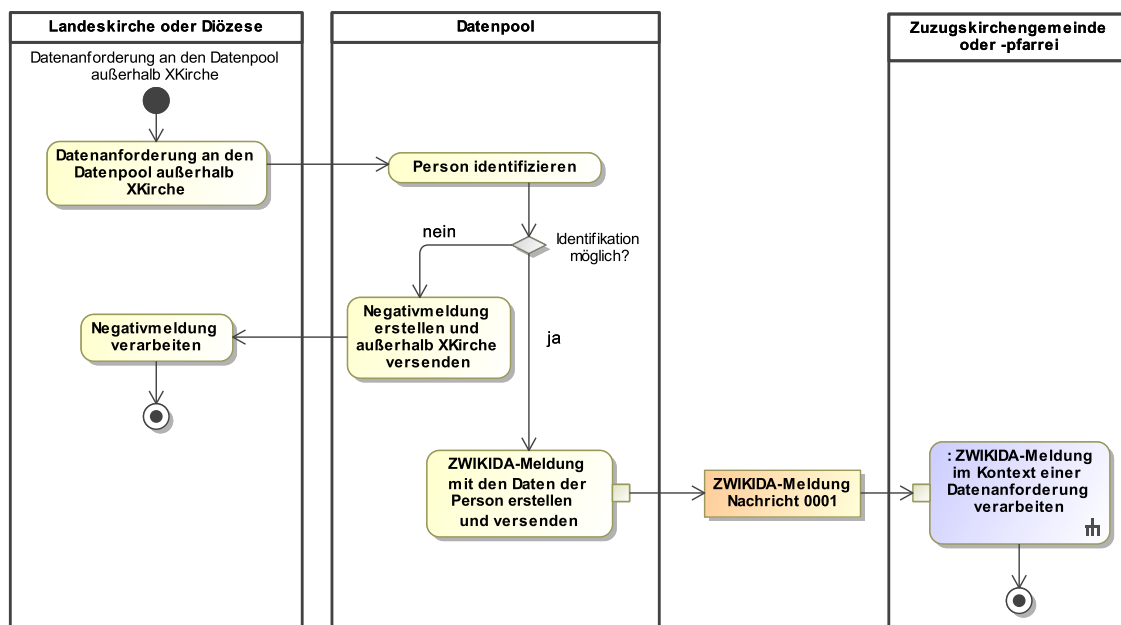 Landeskirche oder Diözese
Datenpool
Zuzugskirchengemeinde
oder -pfarrei
Datenanforderung an den Datenpool
außerhalb XKirche
Datenanforderung an den
Datenpool außerhalb
XKirche
Person identifizieren
nein
Identifikation
möglich?
Negativmeldung
erstellen und
außerhalb XKirche
versenden
Negativmeldung
verarbeiten
ja
ZWIKIDA-Meldung
mit den Daten der
Person erstellen
und versenden
ZWIKIDA-Meldung
Nachricht 0001
: ZWIKIDA-Meldung
im Kontext einer
Datenanforderung
verarbeiten